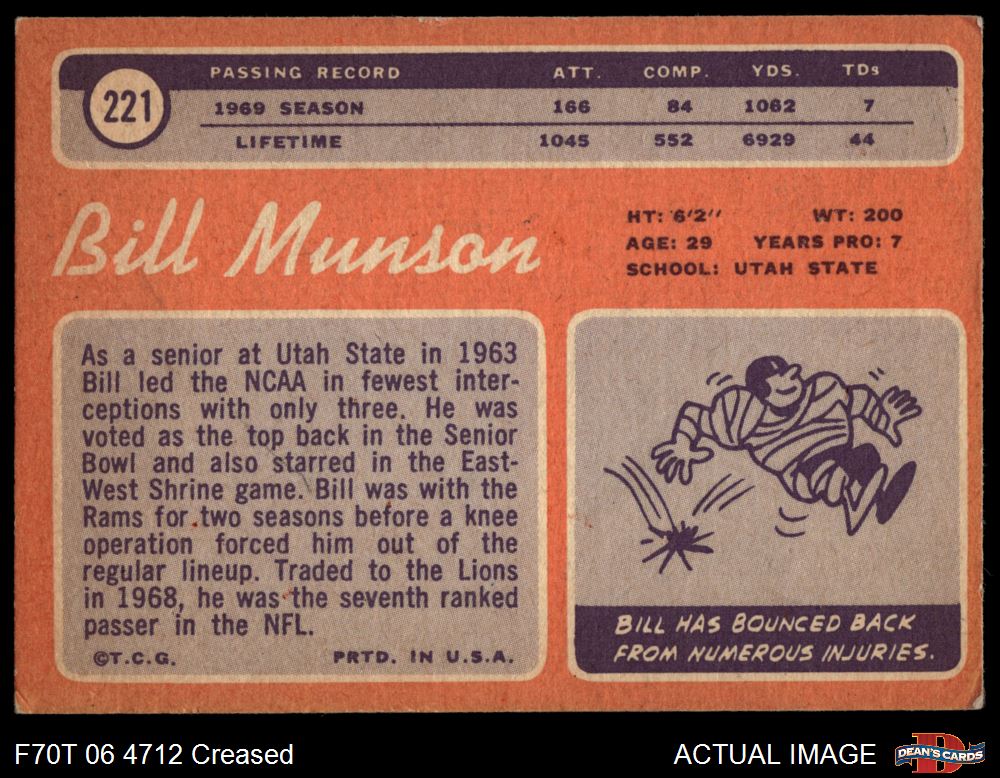 221
PASSING RECORD ATT. COMP. YDS. TDs
1969 SEASON 166 84 1062 7
LIFETIME 1045 552 6929 44
Bill Munson
HT: 6'2" WT: 200
AGE: 29 YEARS PRO: 7
SCHOOL: UTAH STATE
As a senior at Utah State in 1963
Bill led the NCAA in fewest inter-
ceptions with only three. He was
voted as the top back in the Senior
Bowl and also starred in the East-
West Shrine game. Bill was with the
Rams for two seasons before a knee
operation forced him out of the
regular lineup. Traded to the Lions
in 1968, he was the seventh ranked
passer in the NFL.
©T.C.G. PRTD. IN U.S.A.
BILL HAS BOUNCED BACK
FROM NUMEROUS INJURIES.
F70T 06 4712 Creased
ACTUAL IMAGE
D
DEAN'S CARDS